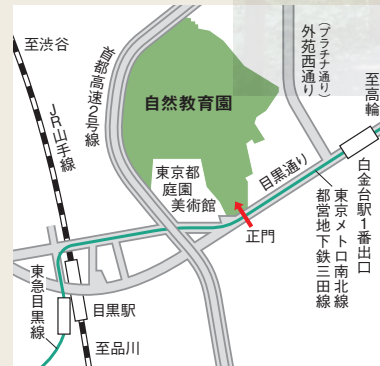 至渋谷
JR山手線
首都高速2号線
自然教育園
(プラチナ通り)
外苑西通り
至高輪
東京都
庭園
美術館
目黒通り
正門
白金台駅1番出口
東京メトロ南北線
都営地下鉄三田線
東急目黒線
目黒駅
至品川